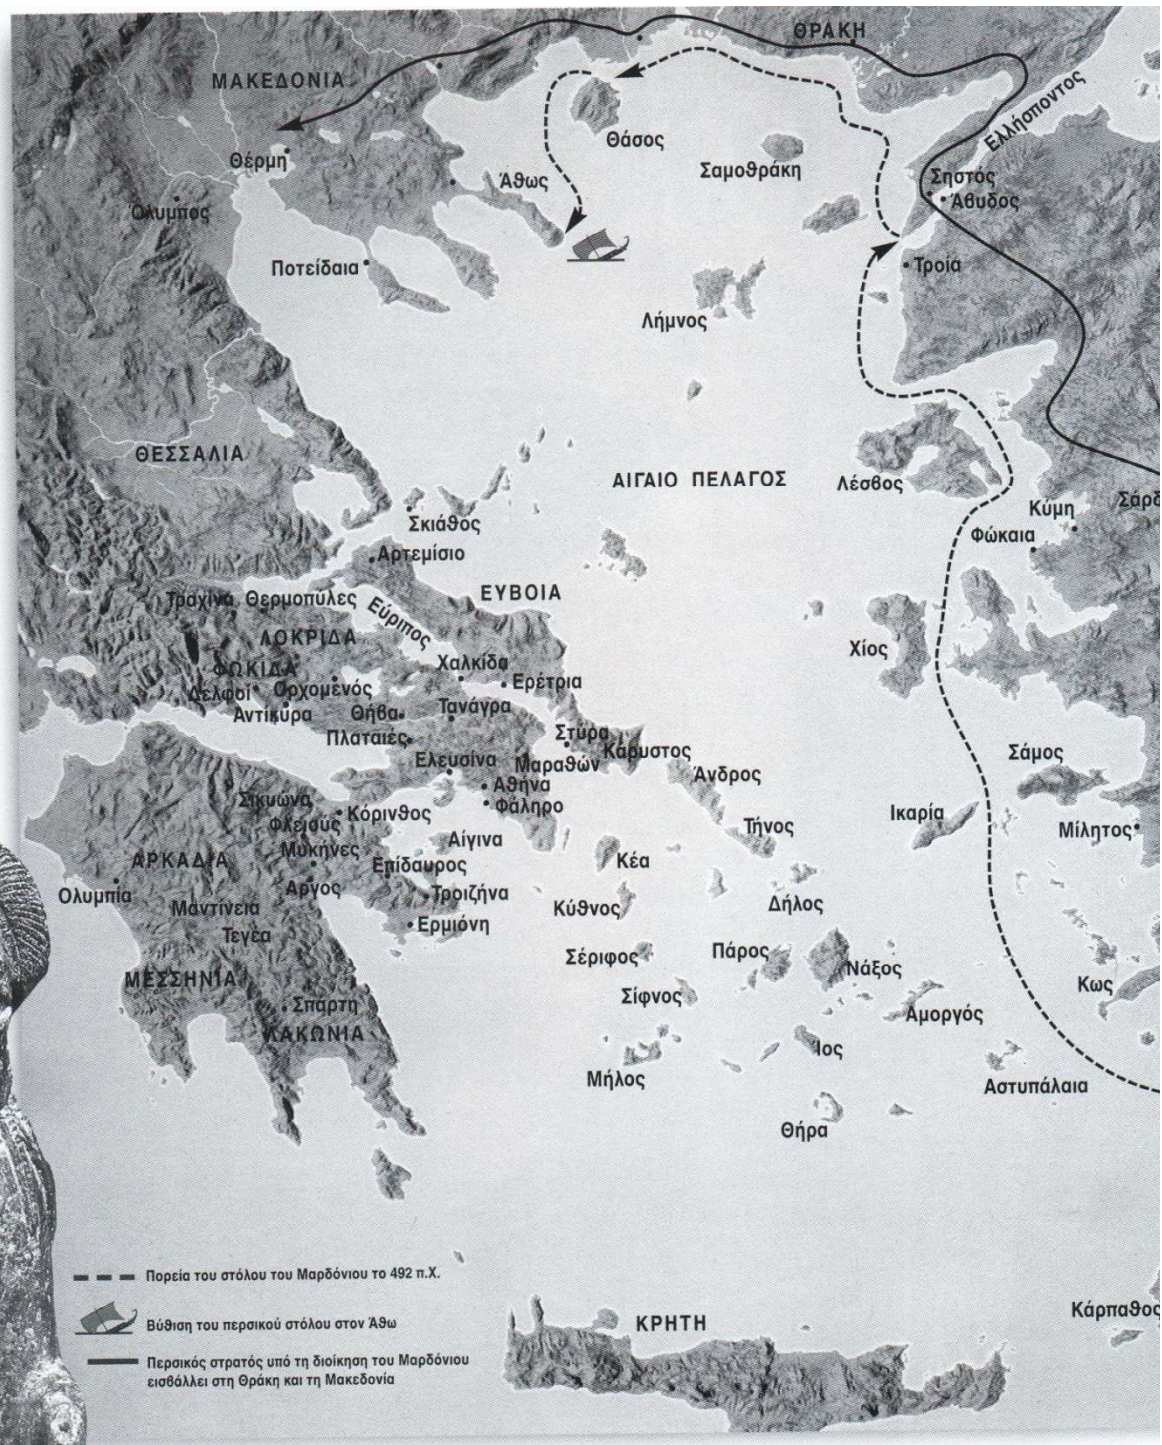 ΘΡΑΚΗ
ΜΑΚΕΔΟΝΙΑ
Ελλήσποντος
Θάσος
Θέρμη
Σαμοθράκη
Άθως
Σηστός
Άβυδος
Όλυμπος
Ποτείδαια
Τροία
Λήμνος
ΘΕΣΣΑΛΙΑ
ΑΙΓΑΙΟ ΠΕΛΑΓΟΣ
Λέσβος
Σάρδ
Κύμη
Σκιάθος
Φώκαια
Αρτεμίσιο
ΕΥΒΟΙΑ
Τραχίνα
Θερμοπύλες
Εύριπος
ΛΟΚΡΙΔΑ
Χίος
Χαλκίδα
ΦΩΚΙΔΑ
Ερέτρια
Δελφοί
Ορχομενός
Αντίκυρα
Θήβα
Τανάγρα
Πλαταιές
Στύρα
Κάρυστος
Ελευσίνα
Μαραθών
Άνδρος
Σάμος
Αθήνα
Φάληρο
Σικυώνα
Κόρινθος
Ικαρία
Φλειούς
Τήνος
Μίλητος
Αίγινα
Μυκήνες
ΑΡΚΑΔΙΑ
Επίδαυρος
Κέα
Άργος
Ολυμπία
Τροιζήνα
Μαντίνεια
Κύθνος
Δήλος
Ερμιόνη
Τεγέα
Σέριφος
Πάρος
Νάξος
ΜΕΣΣΗΝΙΑ
Κως
Σίφνος
Σπάρτη
Αμοργός
ΛΑΚΩΝΙΑ
Ίος
Μήλος
Αστυπάλαια
Θήρα
Πορεία του στόλου του Μαρδόνιου το 492 π.Χ.
Βύθιση του περσικού στόλου στον Άθω
Περσικός στρατός υπό τη διοίκηση του Μαρδόνιου
εισβάλλει στη Θράκη και τη Μακεδονία
ΚΡΗΤΗ
Κάρπαθος